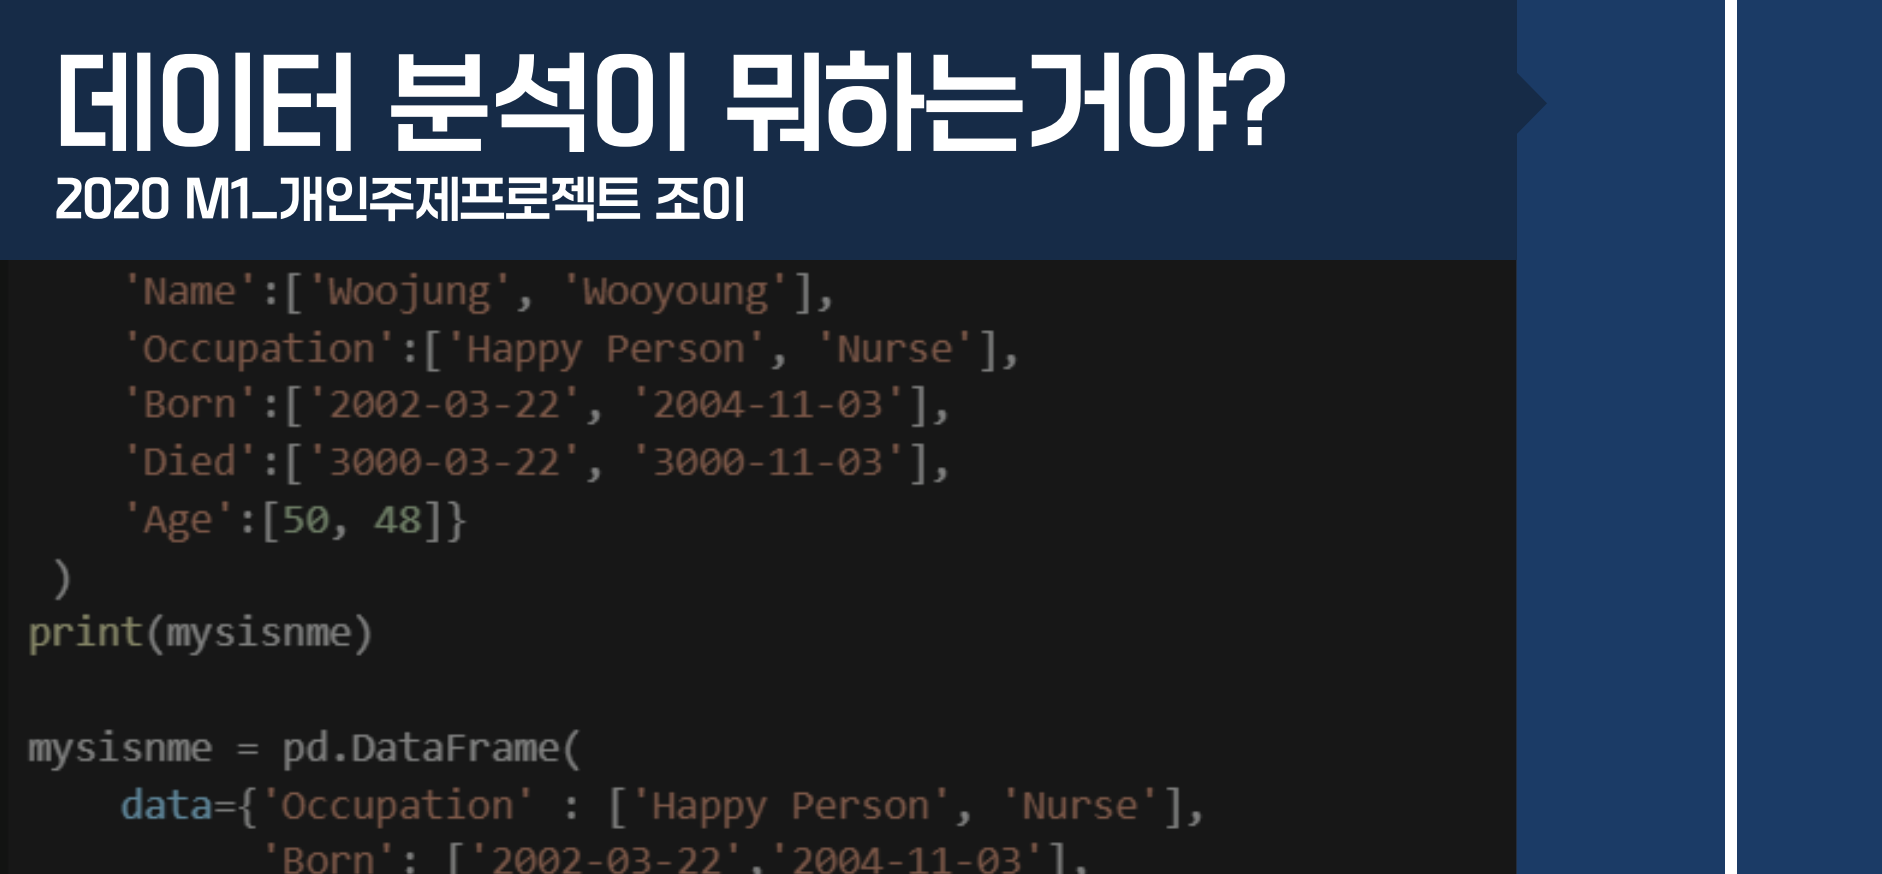 데이터 분석이 뭐하는거야?
2020 M1_개인주제프로젝트 조이
'Name':['Woojung', 'Wooyoung'],
'Occupation':['Happy Person', 'Nurse'],
'Born':['2002-03-22', '2004-11-03'],
'Died':['3000-03-22', '3000-11-03'],
'Age':[50, 48]}
)
print(mysisnme)
mysisnme = pd.DataFrame(
data={'Occupation' : ['Happy Person', 'Nurse'],
'Born': ['2002-03-22','2004-11-03'],